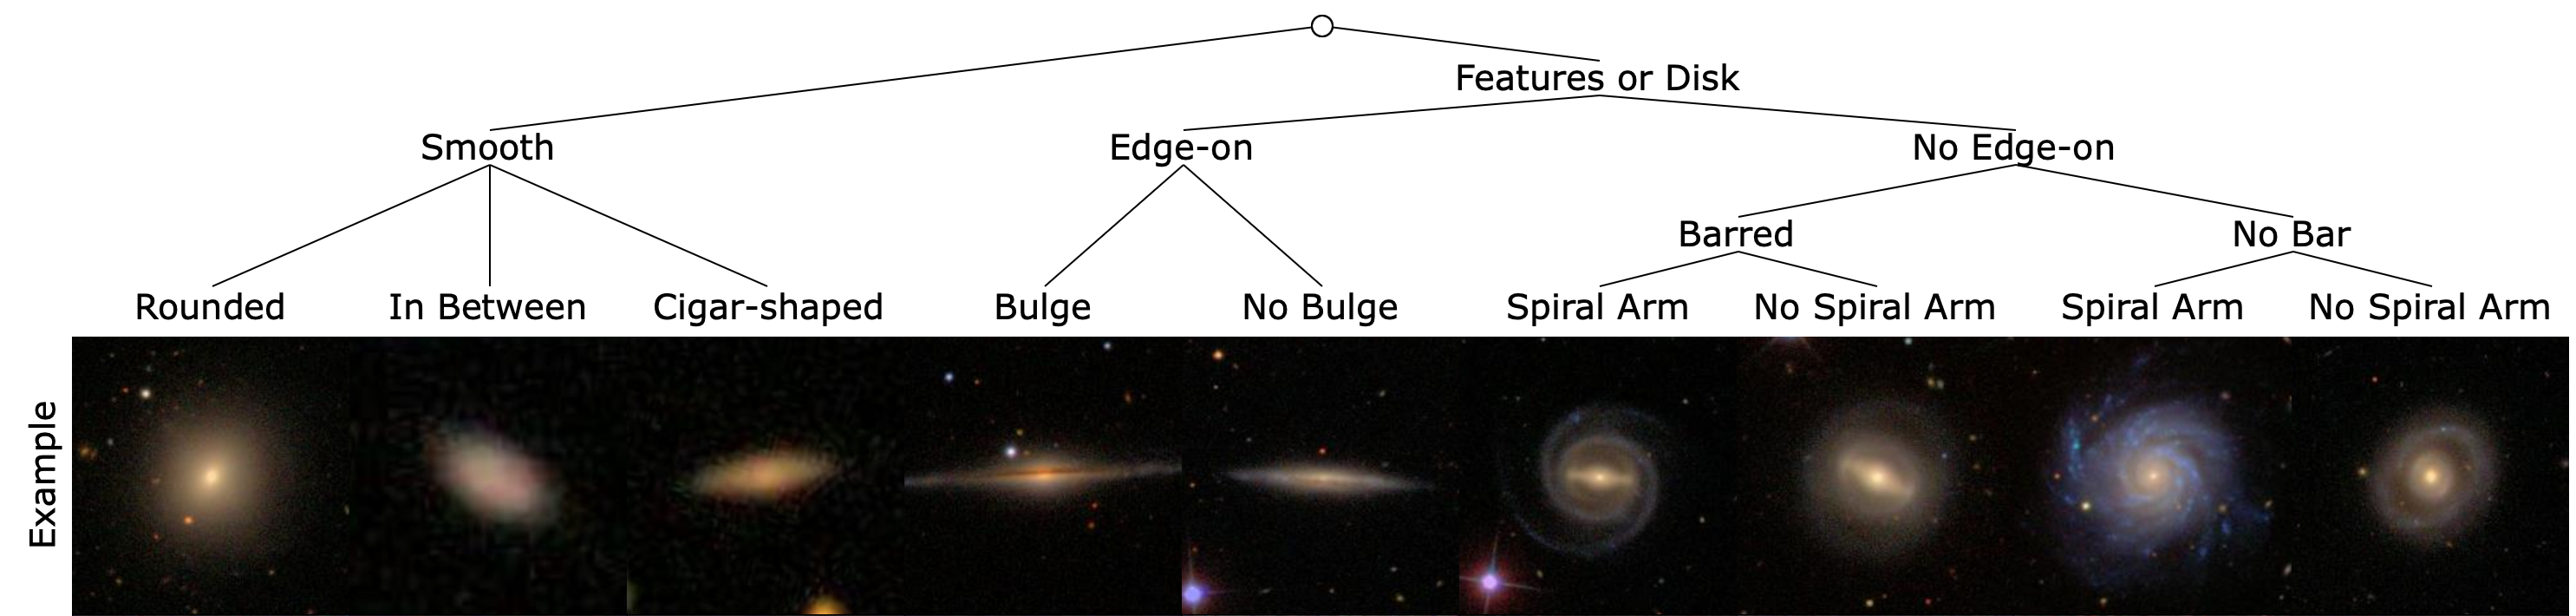 Features or Disk
Smooth
Edge-on
No Edge-on
Barred
No Bar
Rounded
In Between
Cigar-shaped
Bulge
No Bulge
Spiral Arm
No Spiral Arm
Spiral Arm
No Spiral Arm
Example